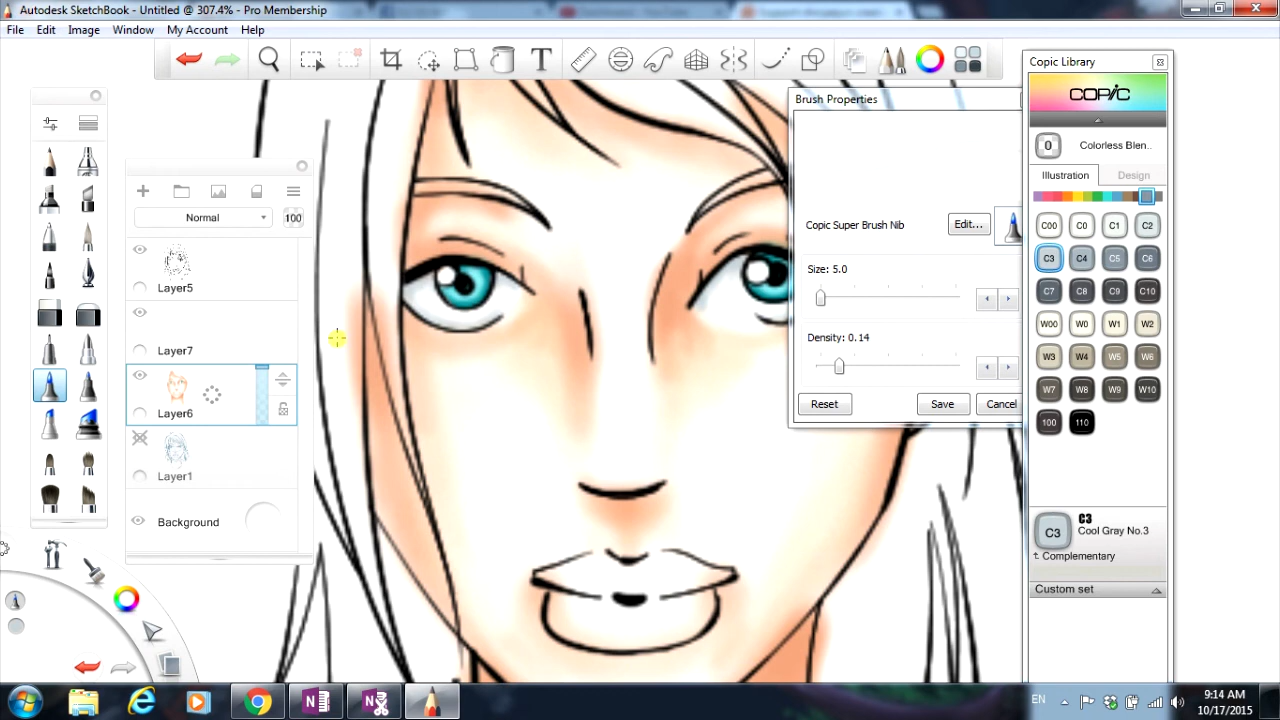 Autodesk SketchBook - Untitled @ 307.4% - Pro Membership
File Edit Image Window My Account Help
T
Copic Library
Brush Properties
COPIC
0 Colorless Blen..
Illustration Design
Normal 100
Layer5
Layer7
Layer6
Layer1
Background
Copic Super Brush Nib Edit...
Size: 5.0
Density: 0.14
Reset Save Cancel
C00 C0 C1 C2
C3 C4 C5 C6
C7 C8 C9 C10
W00 W0 W1 W2
W3 W4 W5 W6
W7 W8 W9 W10
100 110
C3
C3
Cool Gray No.3
Complementary
Custom set
EN
9:14 AM
10/17/2015